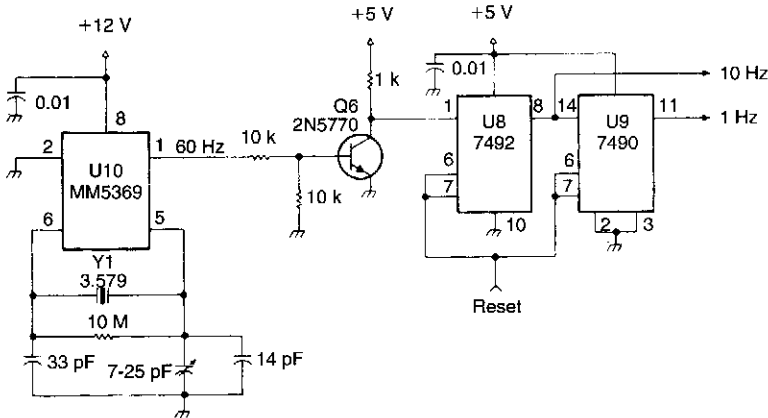 +5 V
+5 V
+12 V
1 k
0.01
0.01
10 Hz
Q6
2N5770
8
1
8
14
11
1 Hz
U8
7492
U9
7490
2
1
60 Hz
10 k
U10
MM5369
10 k
6
7
6
7
6
5
10
2
3
Y1
3.579
Reset
10 M
33 pF
7-25 pF
14 pF